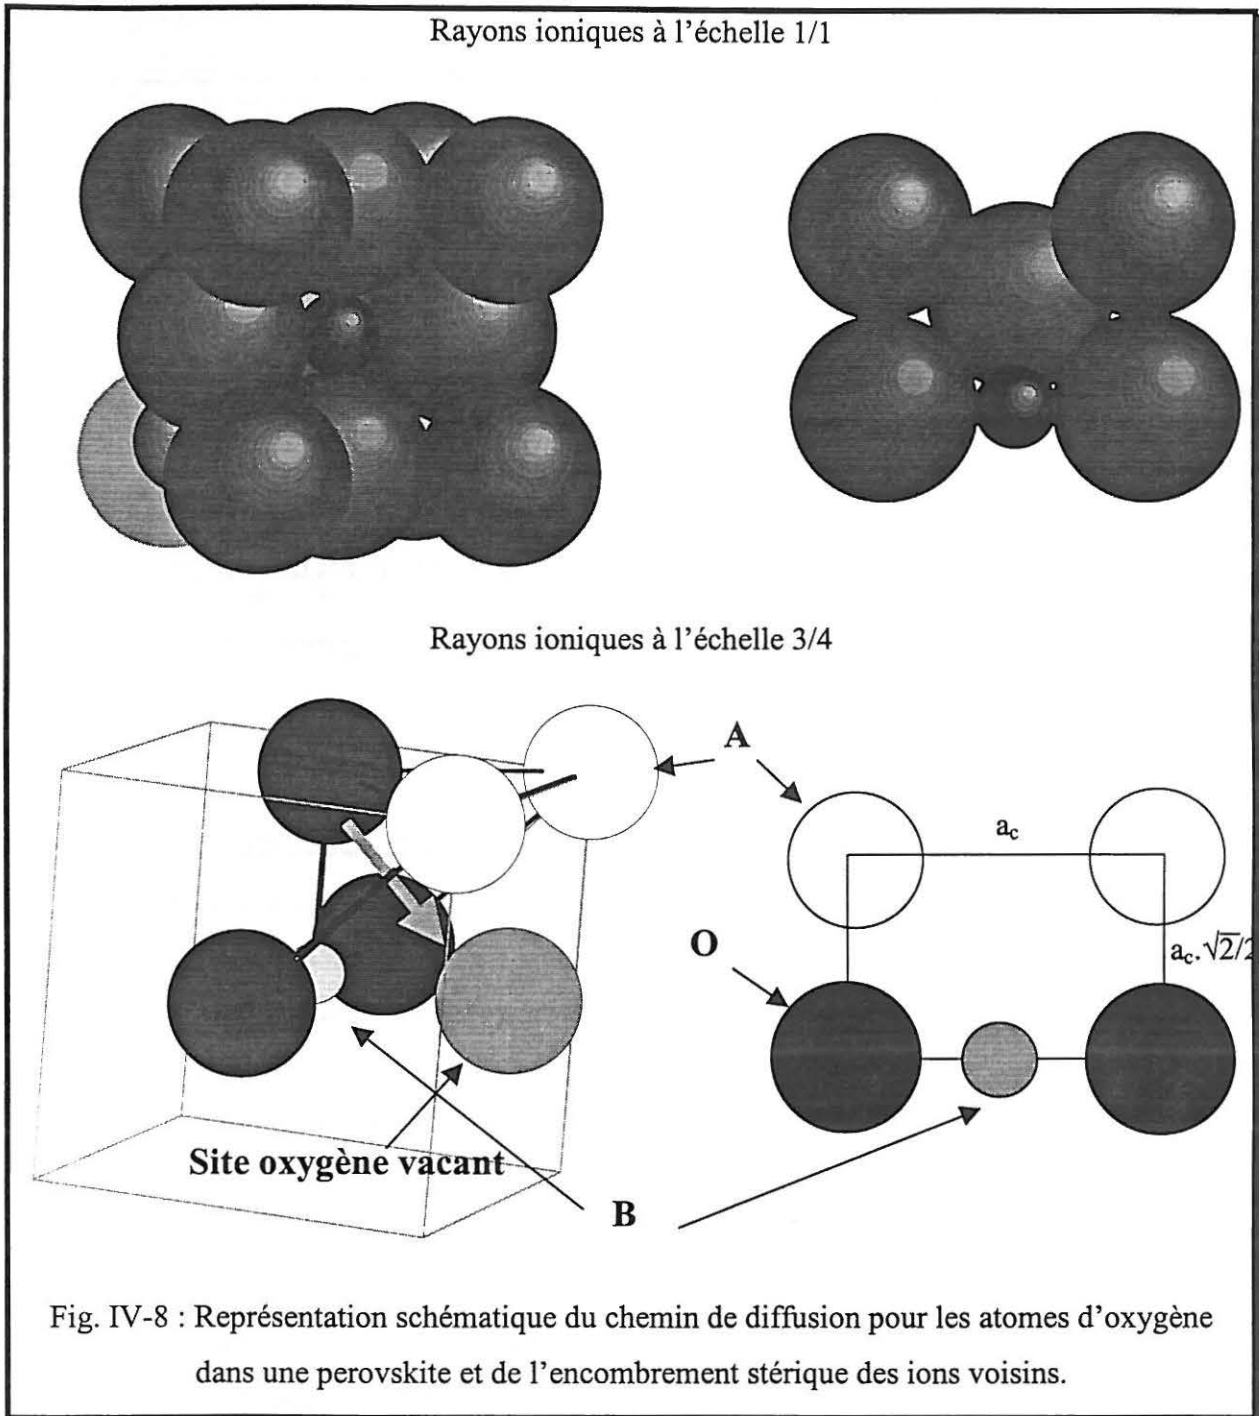 Rayons ioniques à l'échelle 1/1
Rayons ioniques à l'échelle 3/4
A
a_c
O
a_c.√2/2
Site oxygène vacant
B
Fig. IV-8 : Représentation schématique du chemin de diffusion pour les atomes d'oxygène
dans une perovskite et de l'encombrement stérique des ions voisins.